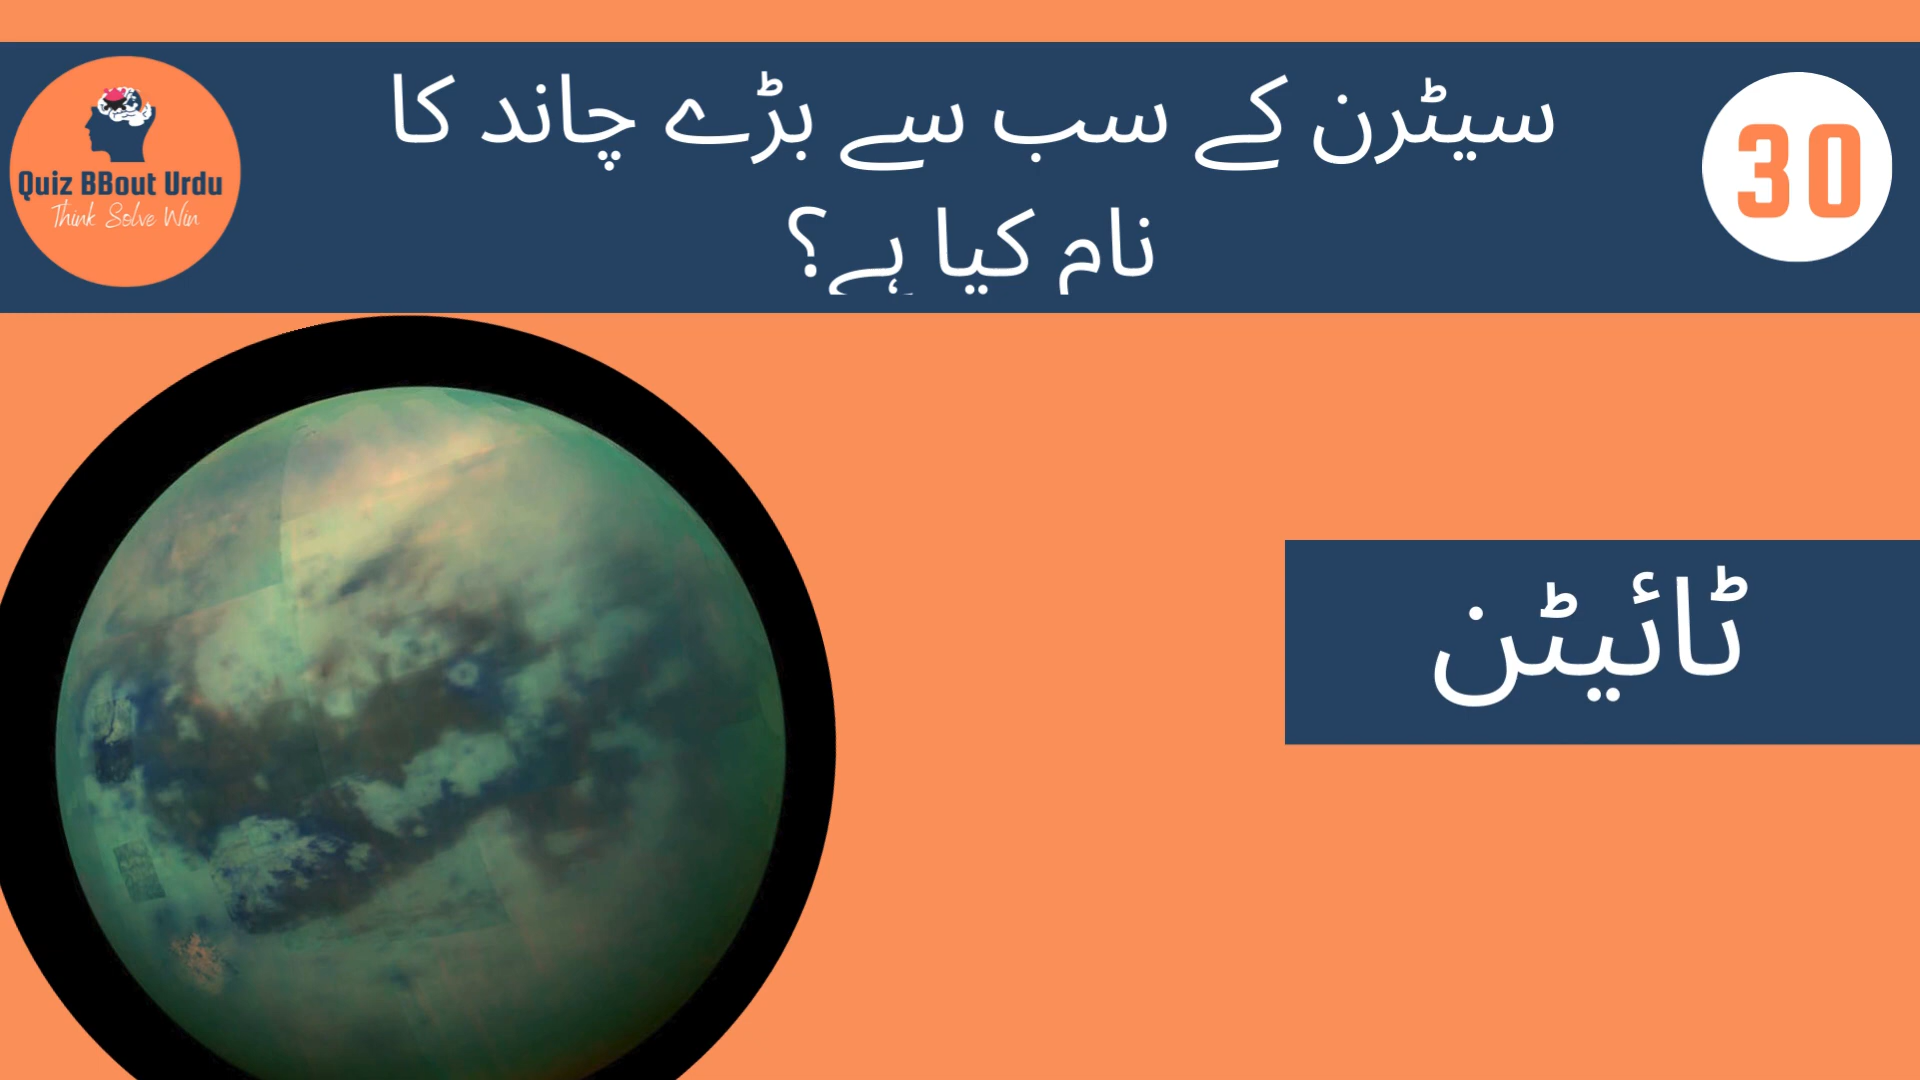 سیٹرن کے سب سے بڑے چاند کا
نام کیا ہے؟
30
Quiz BBout Urdu
Think Solve Win
ٹائیٹن